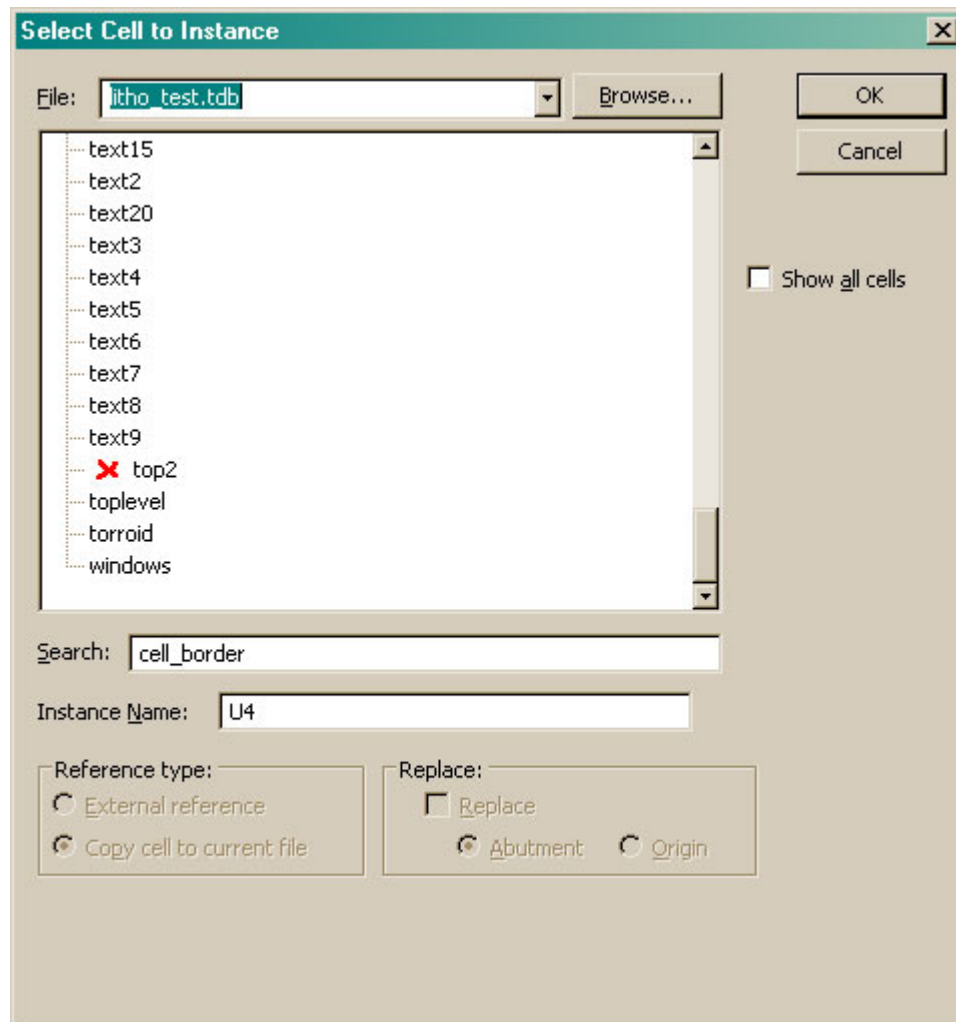 Select Cell to Instance
File: litho_test.tdb Browse... OK
Cancel
text15
text2
text20
text3
text4
text5
text6
text7
text8
text9
top2
toplevel
torroid
windows
Show all cells
Search: cell_border
Instance Name: U4
Reference type:
External reference
Copy cell to current file
Replace:
Replace
Abutment Origin